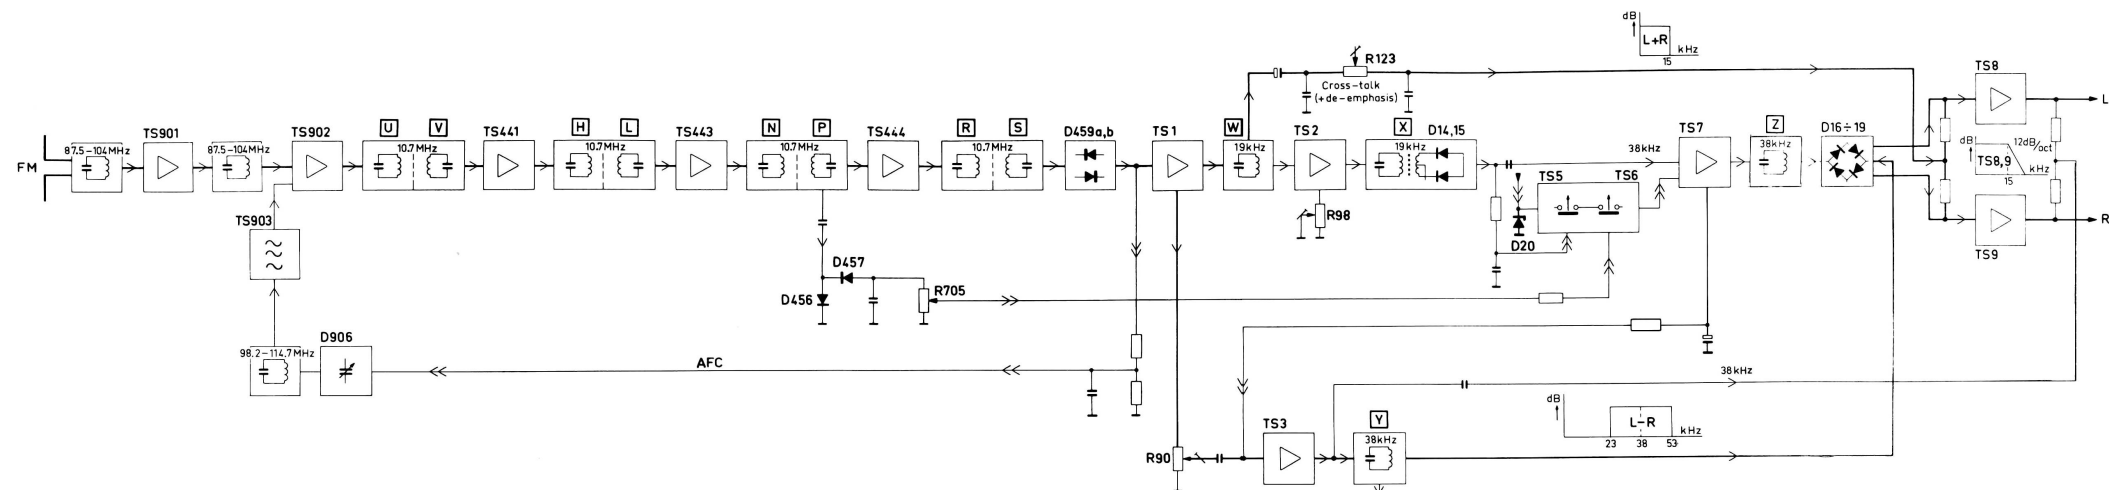 dB
L+R
kHz
15
R123
Cross-talk
(+de-emphasis)
TS8
L
FM
87.5-104MHz
TS901
87.5-104MHz
TS902
U
V
10.7MHz
TS441
H
L
10.7MHz
TS443
N
P
10.7MHz
TS444
R
S
10.7MHz
D459a,b
TS1
W
19kHz
TS2
X
D14,15
19kHz
38kHz
TS7
Z
38kHz
D16÷19
dB
12dB/oct
TS8,9
kHz
15
TS5
TS6
R98
D20
R
TS9
TS903
D457
D456
R705
98.2-114.7MHz
D906
AFC
38kHz
TS3
Y
38kHz
R90
dB
L-R
kHz
23
38
53